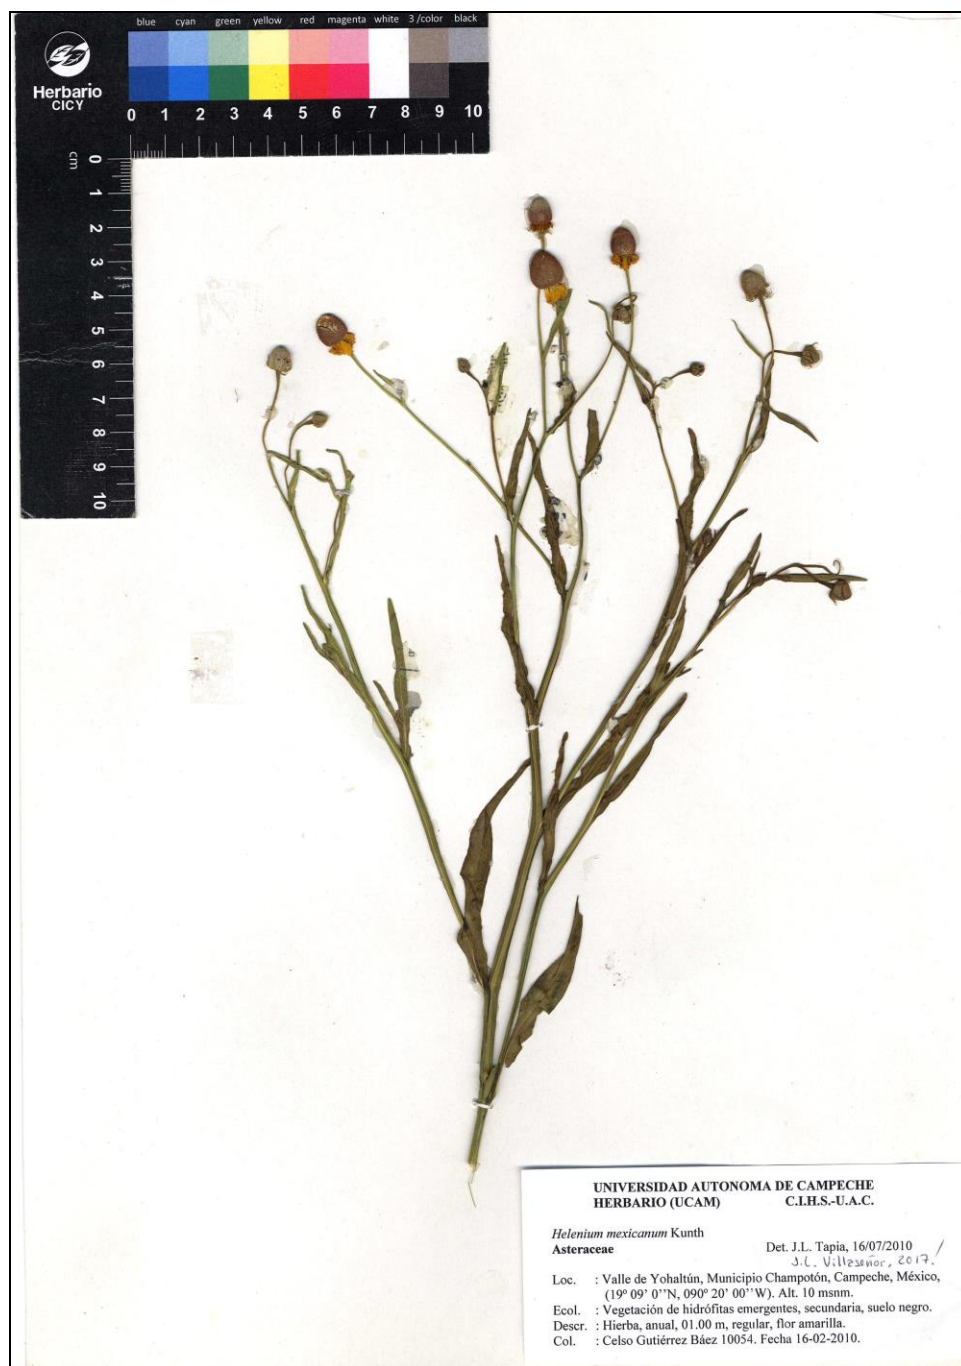 blue cyan green yellow red magenta white 3/color black
Herbario
CICY
0 1 2 3 4 5 6 7 8 9 10
cm
0
1
2
3
4
5
6
7
8
9
10
UNIVERSIDAD AUTONOMA DE CAMPECHE
HERBARIO (UCAM) C.I.H.S.-U.A.C.
Helenium mexicanum Kunth
Asteraceae Det. J.L. Tapia, 16/07/2010
J.L. Villaseñor, 2017!
Loc. : Valle de Yohaltún, Municipio Champotón, Campeche, México,
(19º 09' 0''N, 090º 20' 00''W). Alt. 10 msnm.
Ecol. : Vegetación de hidrófitas emergentes, secundaria, suelo negro.
Descr. : Hierba, anual, 01.00 m, regular, flor amarilla.
Col. : Celso Gutiérrez Báez 10054. Fecha 16-02-2010.